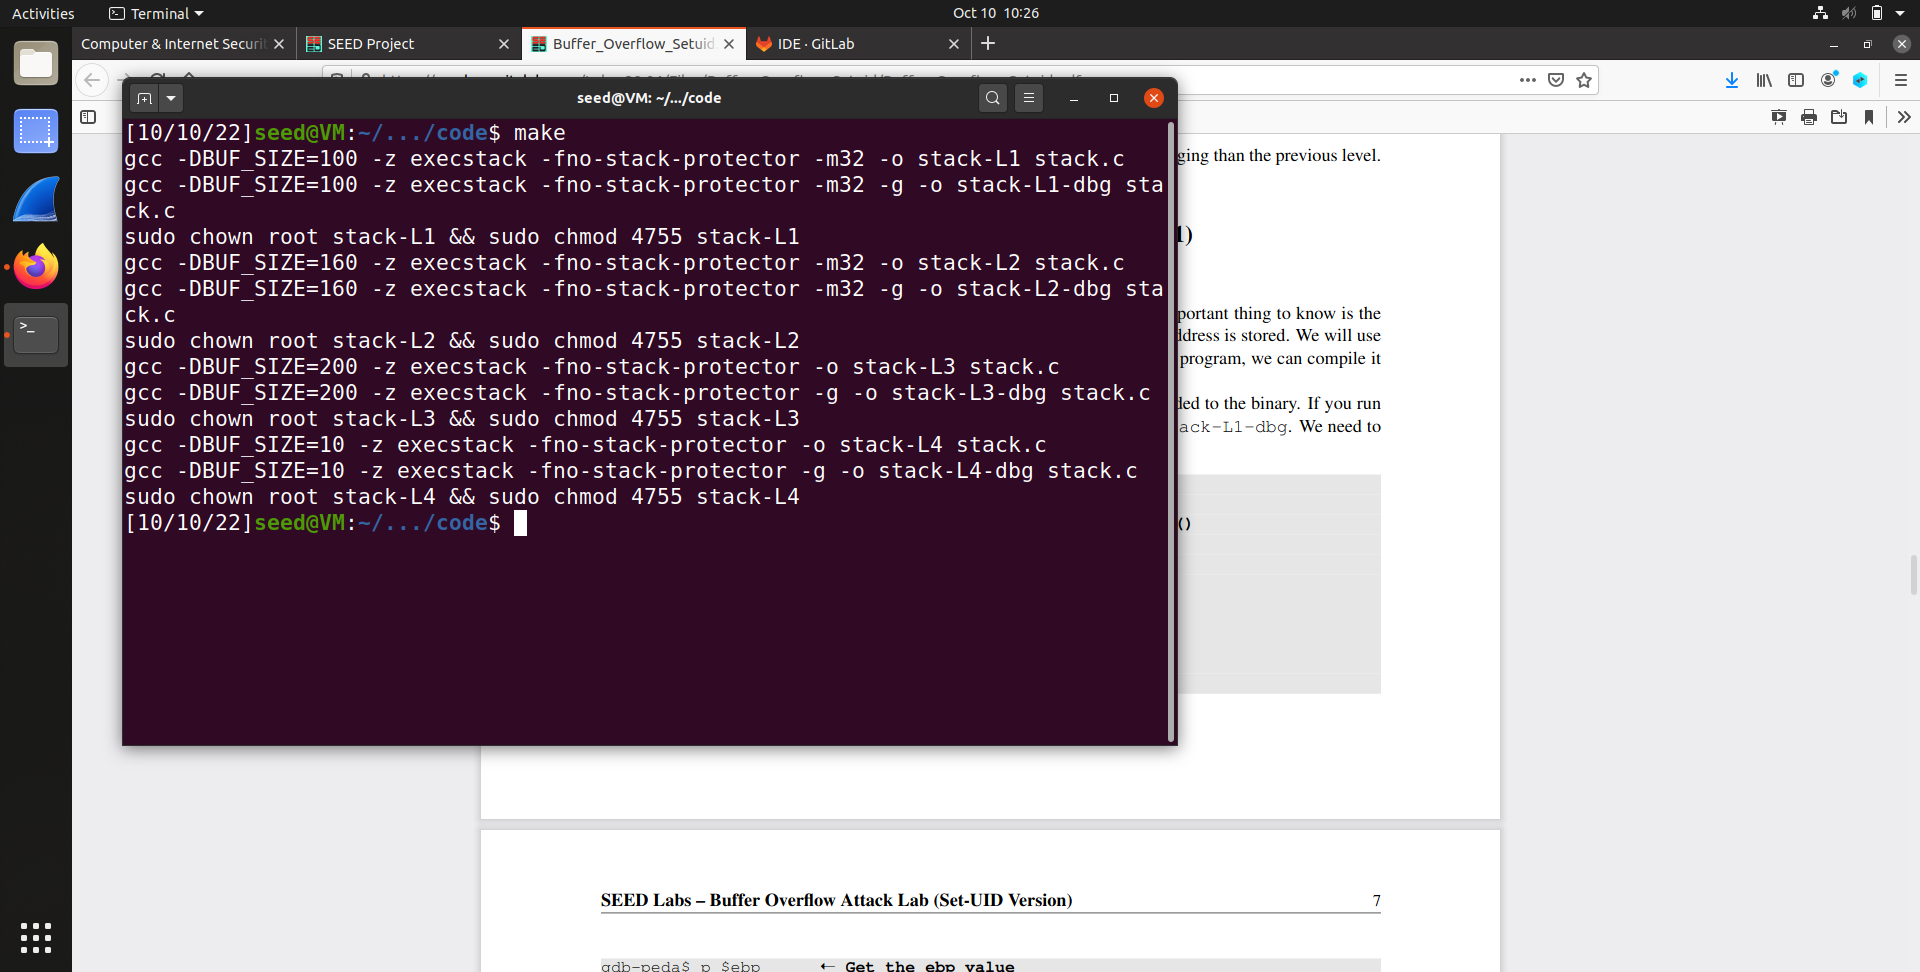 Activities
Terminal
Oct 10 10:26
Computer & Internet Securi
SEED Project
Buffer_Overflow_Setuid
IDE · GitLab
seed@VM: ~/.../code
[10/10/22]seed@VM:~/.../code$ make
gcc -DBUF_SIZE=100 -z execstack -fno-stack-protector -m32 -o stack-L1 stack.c
gcc -DBUF_SIZE=100 -z execstack -fno-stack-protector -m32 -g -o stack-L1-dbg sta
ck.c
sudo chown root stack-L1 && sudo chmod 4755 stack-L1
gcc -DBUF_SIZE=160 -z execstack -fno-stack-protector -m32 -o stack-L2 stack.c
gcc -DBUF_SIZE=160 -z execstack -fno-stack-protector -m32 -g -o stack-L2-dbg sta
ck.c
sudo chown root stack-L2 && sudo chmod 4755 stack-L2
gcc -DBUF_SIZE=200 -z execstack -fno-stack-protector -o stack-L3 stack.c
gcc -DBUF_SIZE=200 -z execstack -fno-stack-protector -g -o stack-L3-dbg stack.c
sudo chown root stack-L3 && sudo chmod 4755 stack-L3
gcc -DBUF_SIZE=10 -z execstack -fno-stack-protector -o stack-L4 stack.c
gcc -DBUF_SIZE=10 -z execstack -fno-stack-protector -g -o stack-L4-dbg stack.c
sudo chown root stack-L4 && sudo chmod 4755 stack-L4
[10/10/22]seed@VM:~/.../code$
ging than the previous level.
1)
portant thing to know is the
ddress is stored. We will use
program, we can compile it
ded to the binary. If you run
ack-L1-dbg. We need to
()
SEED Labs – Buffer Overflow Attack Lab (Set-UID Version) 7
gdb-peda$ p $ebp ← Get the ebp value